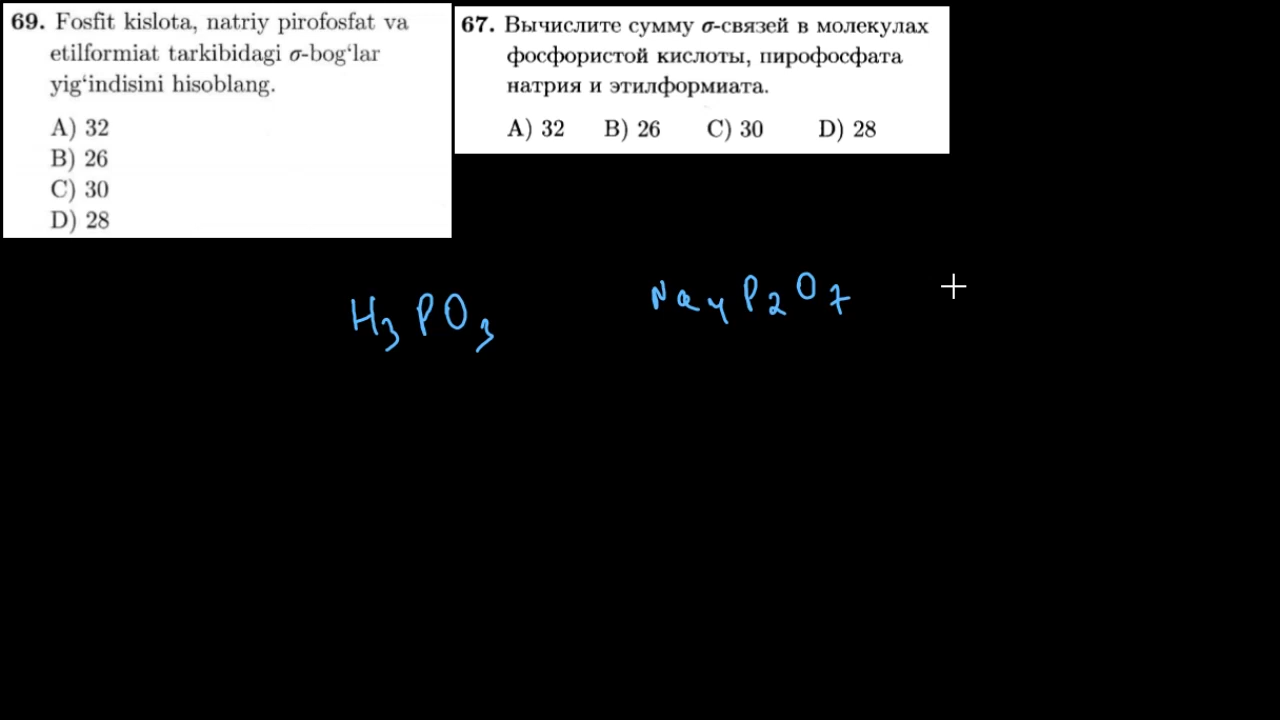 69. Fosfit kislota, natriy pirofosfat va
etilformiat tarkibidagi σ-bog‘lar
yig‘indisini hisoblang.
A) 32
B) 26
C) 30
D) 28
67. Вычислите сумму σ-связей в молекулах
фосфористой кислоты, пирофосфата
натрия и этилформиата.
A) 32 B) 26 C) 30 D) 28
H₃PO₃ Na₄P₂O₇